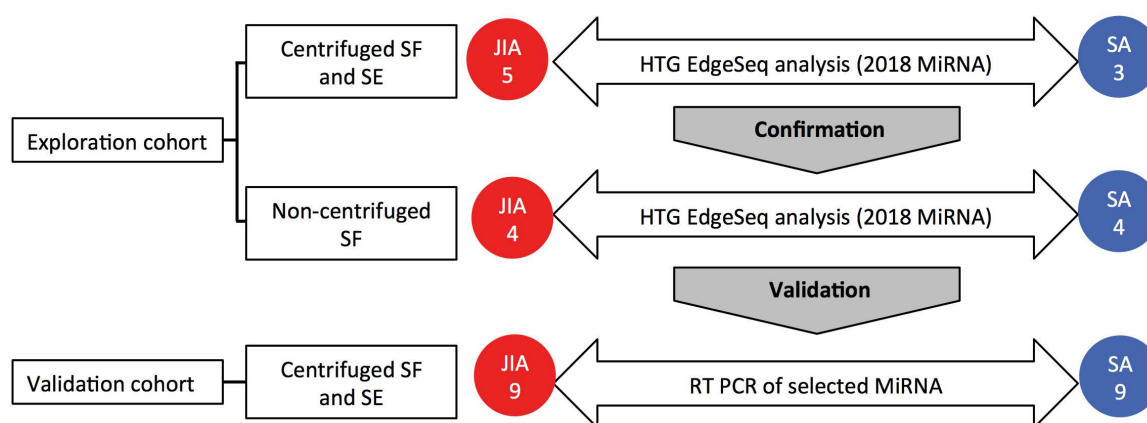 Centrifuged SF
and SE
JIA
5
HTG EdgeSeq analysis (2018 MiRNA)
SA
3
Exploration cohort
Confirmation
Non-centrifuged
SF
JIA
4
HTG EdgeSeq analysis (2018 MiRNA)
SA
4
Validation
Validation cohort
Centrifuged SF
and SE
JIA
9
RT PCR of selected MiRNA
SA
9